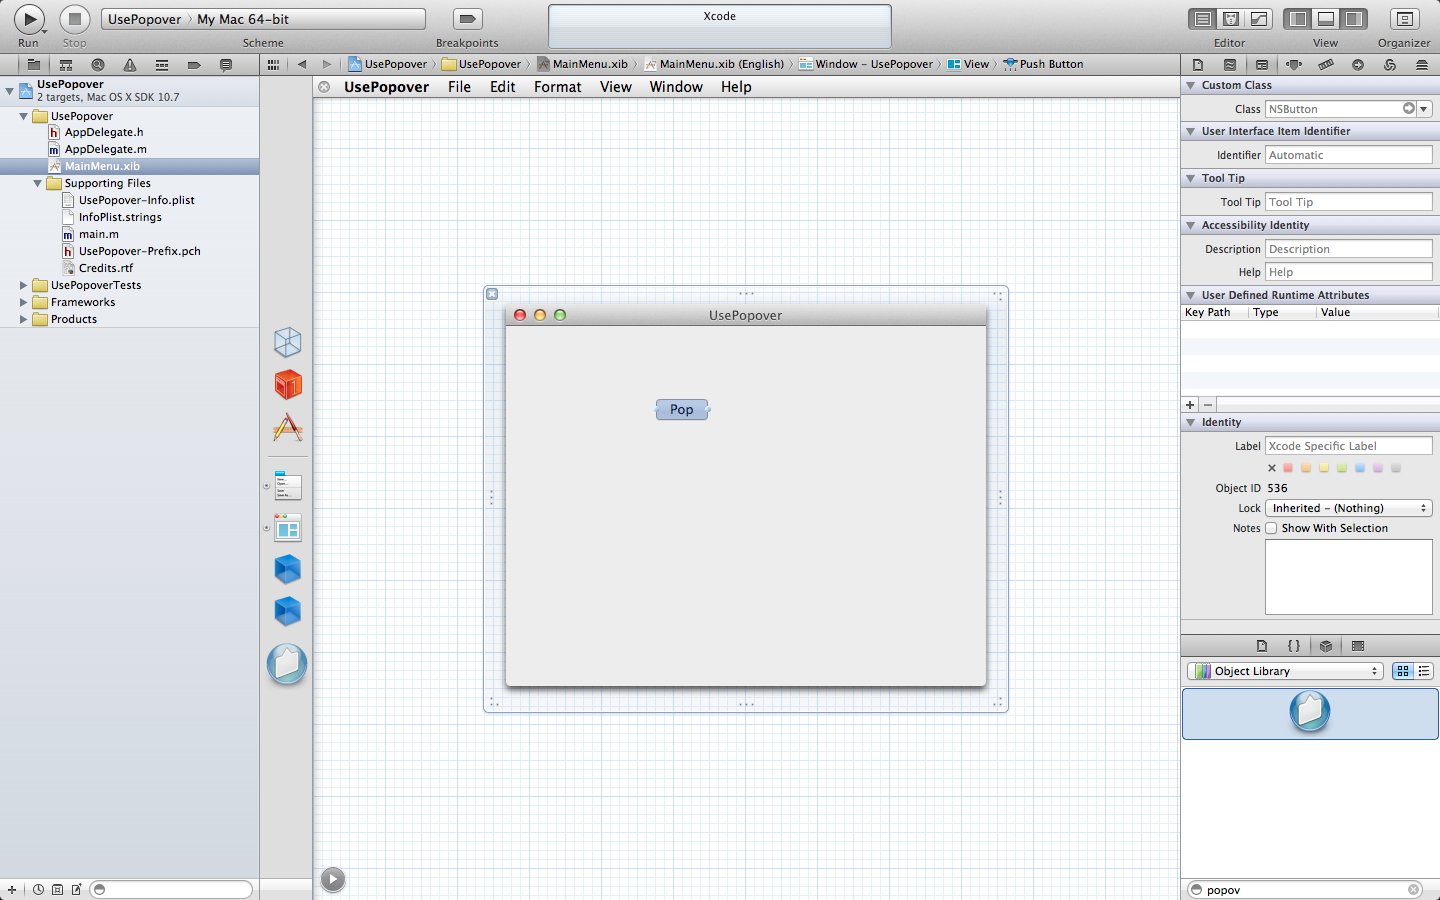 UsePopover
My Mac 64-bit
Xcode
Run
Stop
Scheme
Breakpoints
Editor
View
Organizer
UsePopover
UsePopover
MainMenu.xib
MainMenu.xib (English)
Window - UsePopover
View
Push Button
UsePopover
2 targets, Mac OS X SDK 10.7
UsePopover
AppDelegate.h
AppDelegate.m
MainMenu.xib
Supporting Files
UsePopover-Info.plist
InfoPlist.strings
main.m
UsePopover-Prefix.pch
Credits.rtf
UsePopoverTests
Frameworks
Products
UsePopover File Edit Format View Window Help
UsePopover
Pop
Custom Class
Class NSButton
User Interface Item Identifier
Identifier Automatic
Tool Tip
Tool Tip Tool Tip
Accessibility Identity
Description Description
Help Help
User Defined Runtime Attributes
Key Path Type Value
Identity
Label Xcode Specific Label
Object ID 536
Lock Inherited - (Nothing)
Notes Show With Selection
Object Library
popov